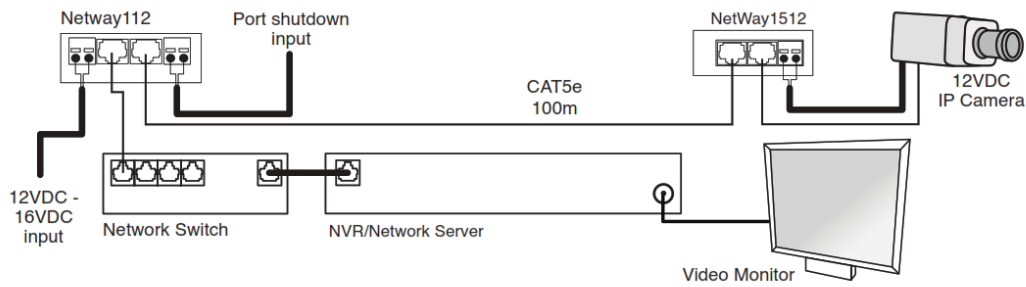 Netway112
Port shutdown
input
NetWay1512
12VDC
IP Camera
CAT5e
100m
12VDC -
16VDC
input
Network Switch
NVR/Network Server
Video Monitor